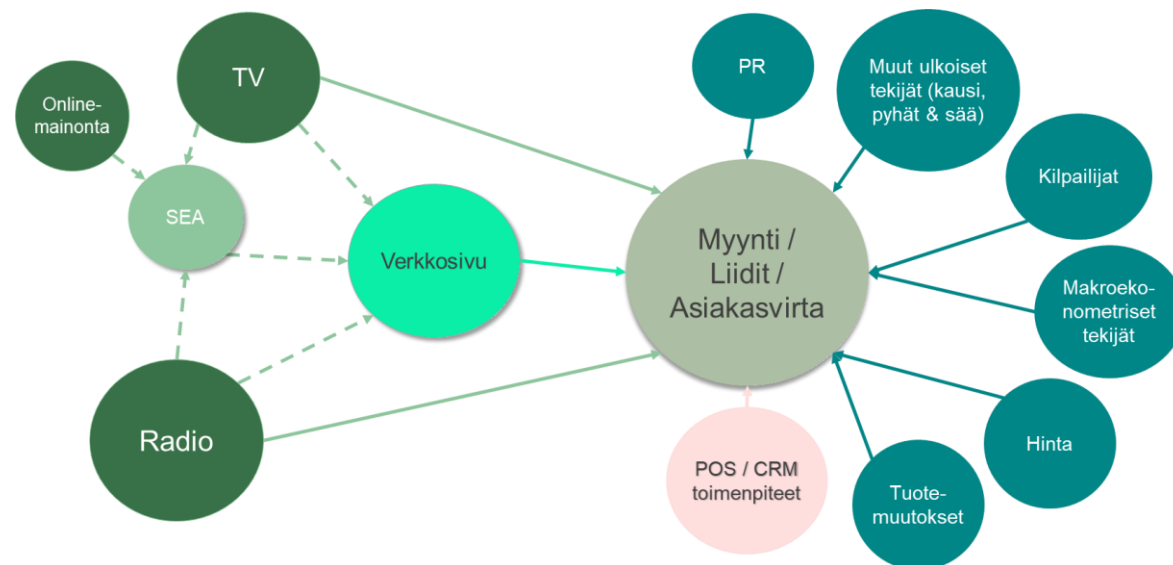 TV
Online-
mainonta
SEA
Verkkosivu
Radio
PR
Muut ulkoiset
tekijät (kausi,
pyhät & sää)
Kilpailijat
Myynti /
Liidit /
Asiakasvirta
Makroeko-
nometriset
tekijät
Hinta
POS / CRM
toimenpiteet
Tuote-
muutokset